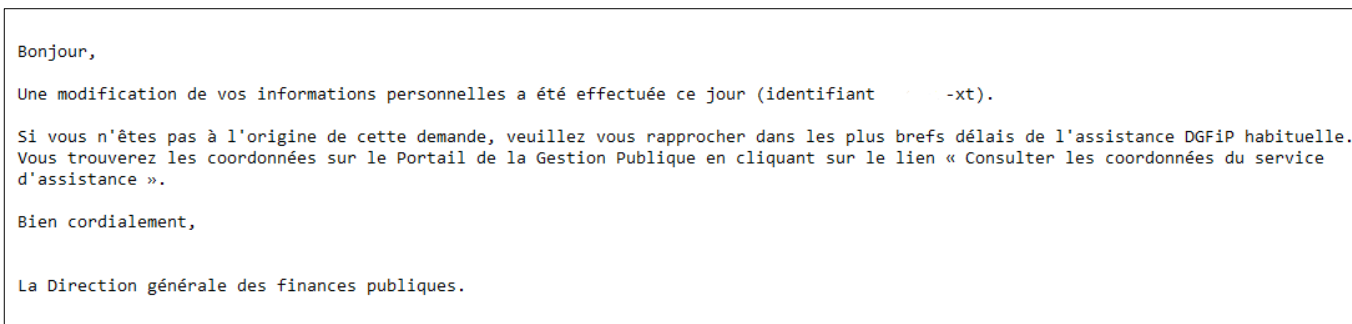 Bonjour,
Une modification de vos informations personnelles a été effectuée ce jour (identifiant -xt).
Si vous n'êtes pas à l'origine de cette demande, veuillez vous rapprocher dans les plus brefs délais de l'assistance DGFiP habituelle.
Vous trouverez les coordonnées sur le Portail de la Gestion Publique en cliquant sur le lien « Consulter les coordonnées du service
d'assistance ».
Bien cordialement,
La Direction générale des finances publiques.